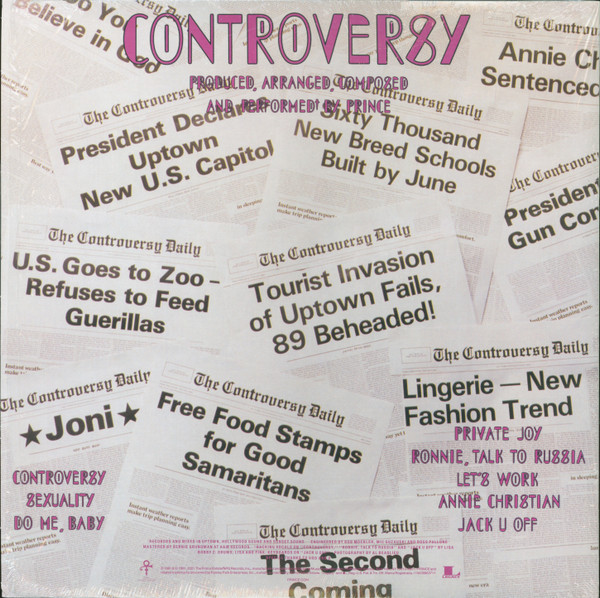 CONTROVERSY
PRODUCED, ARRANGED, COMPOSED
AND PERFORMED BY PRINCE
Do You
Believe in God
The Controversy Daily
President Declares
Uptown
New U.S. Capitol
The Controversy Daily
Sixty Thousand
New Breed Schools
Built by June
The Controversy Daily
Annie Ch
Sentenced
The Controver
President
Gun Con
The Controversy Daily
U.S. Goes to Zoo –
Refuses to Feed
Guerillas
The Controversy Daily
Tourist Invasion
of Uptown Fails,
89 Beheaded!
The Controversy Daily
★Joni★
The Controversy Daily
Free Food Stamps
for Good
Samaritans
The Controversy Daily
Lingerie — New
Fashion Trend
CONTROVERSY
SEXUALITY
DO ME, BABY
PRIVATE JOY
RONNIE, TALK TO RUSSIA
LET'S WORK
ANNIE CHRISTIAN
JACK U OFF
The Controversy Daily
The Second
Coming